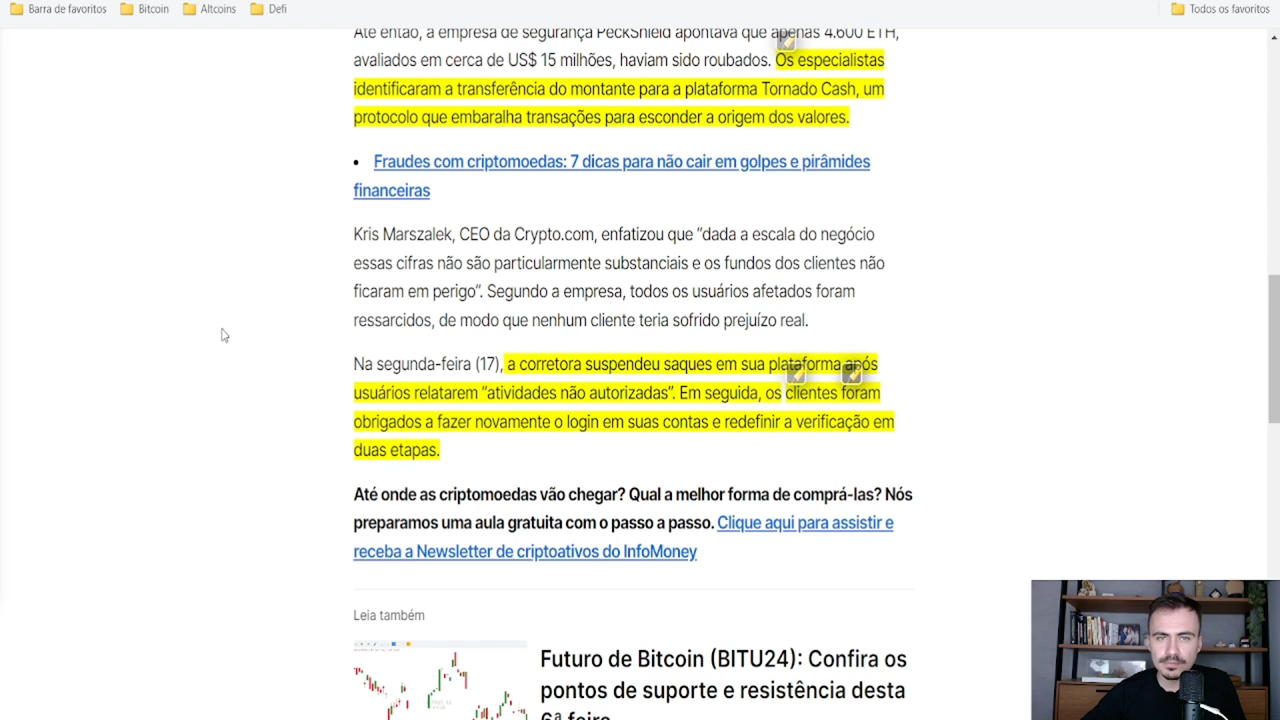 Barra de favoritos
Bitcoin
Altcoins
Defi
Todos os favoritos
Até então, a empresa de segurança PeckShield apontava que apenas 4.600 ETH,
avaliados em cerca de US$ 15 milhões, haviam sido roubados. Os especialistas
identificaram a transferência do montante para a plataforma Tornado Cash, um
protocolo que embaralha transações para esconder a origem dos valores.
• Fraudes com criptomoedas: 7 dicas para não cair em golpes e pirâmides
financeiras
Kris Marszalek, CEO da Crypto.com, enfatizou que “dada a escala do negócio
essas cifras não são particularmente substanciais e os fundos dos clientes não
ficaram em perigo”. Segundo a empresa, todos os usuários afetados foram
ressarcidos, de modo que nenhum cliente teria sofrido prejuízo real.
Na segunda-feira (17), a corretora suspendeu saques em sua plataforma após
usuários relatarem “atividades não autorizadas”. Em seguida, os clientes foram
obrigados a fazer novamente o login em suas contas e redefinir a verificação em
duas etapas.
Até onde as criptomoedas vão chegar? Qual a melhor forma de comprá-las? Nós
preparamos uma aula gratuita com o passo a passo. Clique aqui para assistir e
receba a Newsletter de criptoativos do InfoMoney
Leia também
Futuro de Bitcoin (BITU24): Confira os
pontos de suporte e resistência desta
6ª feira